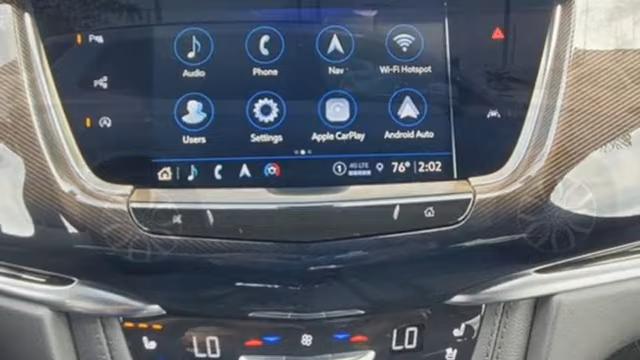 Audio Phone Nav Wi-Fi Hotspot
Users Settings Apple CarPlay Android Auto
1 4G LTE 76° 2:02
LO LO